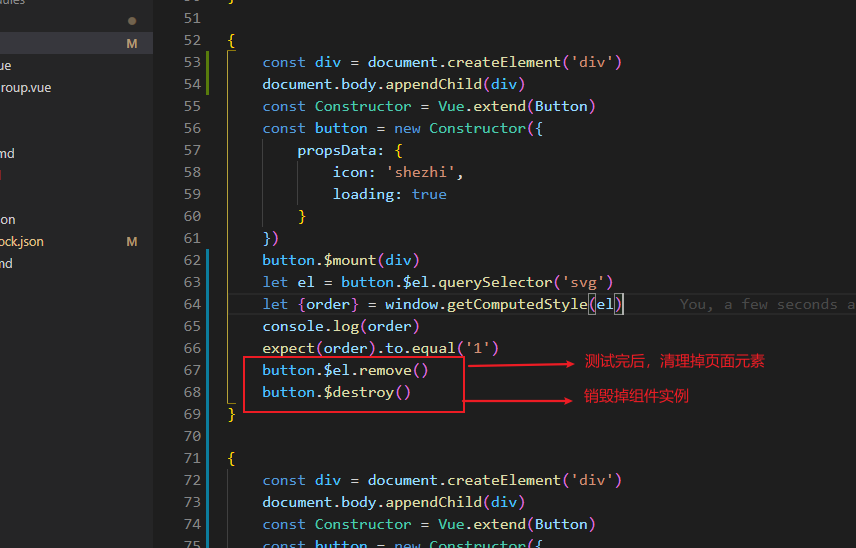 51
M
52 {
ue
53 const div = document.createElement('div')
roup.vue
54 document.body.appendChild(div)
55 const Constructor = Vue.extend(Button)
56 const button = new Constructor({
57 propsData: {
md
58 icon: 'shezhi',
59 loading: true
60 }
on
61 })
ock.json M
62 button.$mount(div)
md
63 let el = button.$el.querySelector('svg')
64 let {order} = window.getComputedStyle(el) You, a few seconds a
65 console.log(order)
66 expect(order).to.equal('1')
67 button.$el.remove() 测试完后，清理掉页面元素
68 button.$destroy() 销毁掉组件实例
69 }
70
71 {
72 const div = document.createElement('div')
73 document.body.appendChild(div)
74 const Constructor = Vue.extend(Button)
75 const button = new Constructor({